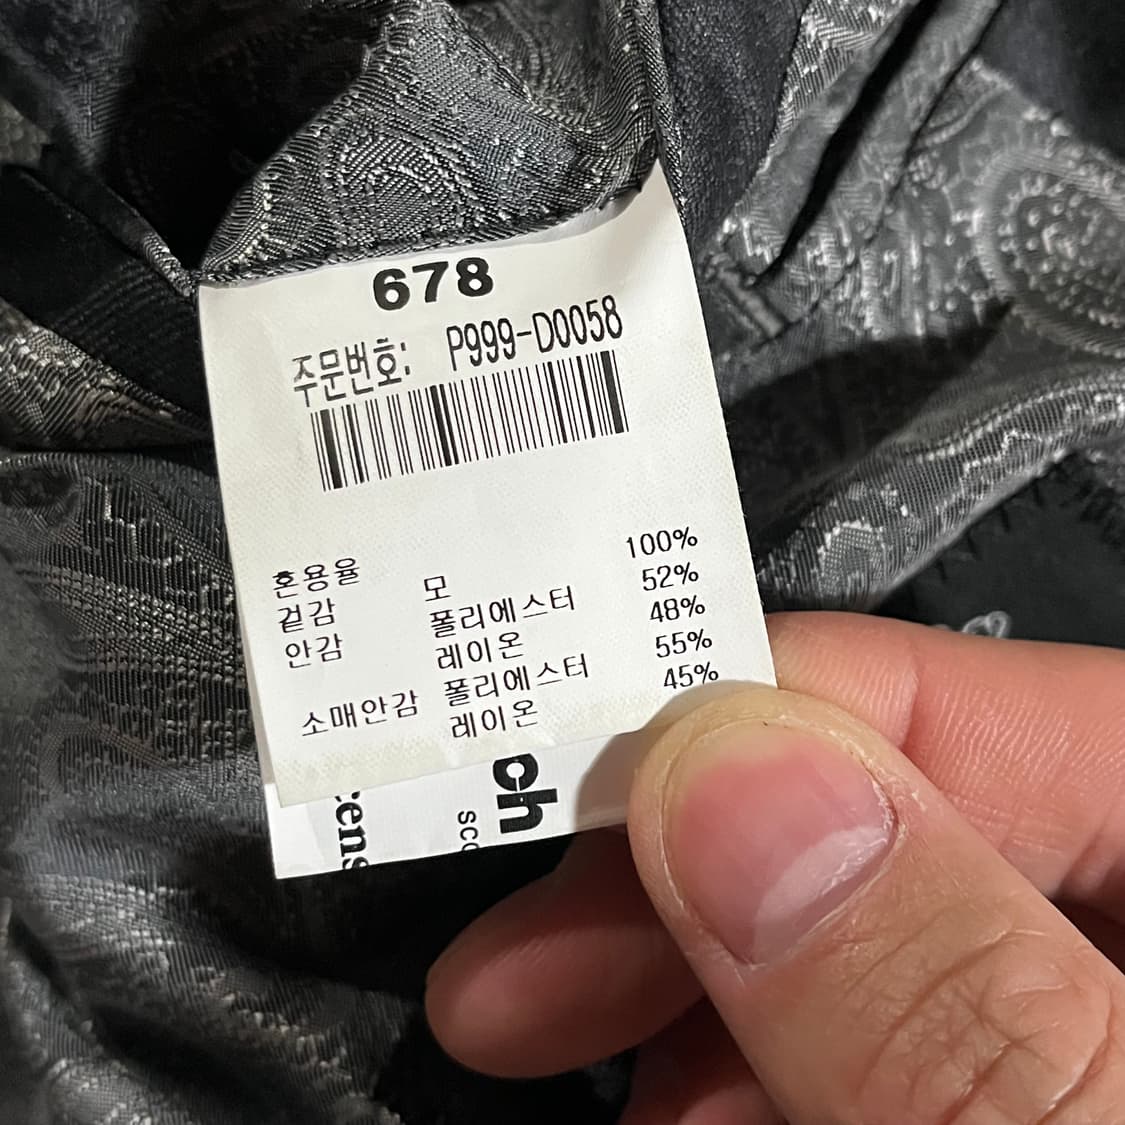 678
주문번호: P999-D0058
혼용율
겉감 모 100%
안감 폴리에스터 52%
레이온 48%
소매안감 폴리에스터 55%
레이온 45%
ch